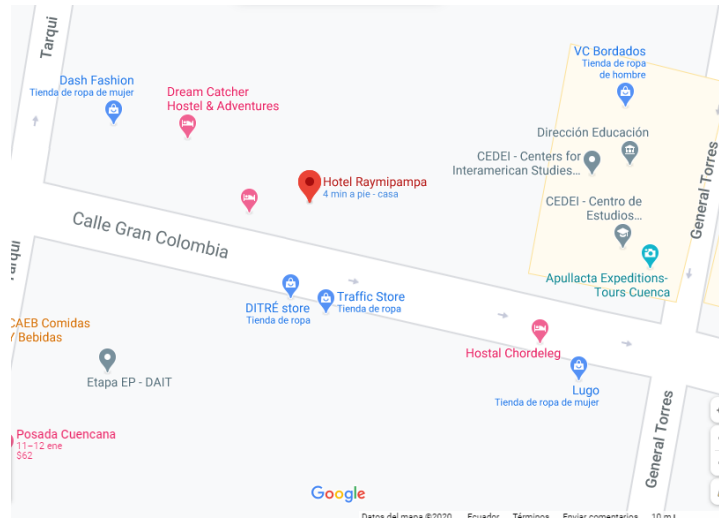 Tarqui
Dash Fashion
Tienda de ropa de mujer
Dream Catcher
Hostel & Adventures
VC Bordados
Tienda de ropa
de hombre
Dirección Educación
CEDEI - Centers for
Interamerican Studies...
CEDEI - Centro de
Estudios...
General Torres
Hotel Raymipampa
4 min a pie - casa
Calle Gran Colombia
Apullacta Expeditions-
Tours Cuenca
Tarqui
DITRÉ store
Tienda de ropa
Traffic Store
Tienda de ropa
CAEB Comidas
Y Bebidas
Hostal Chordeleg
Etapa EP - DAIT
Lugo
Tienda de ropa de mujer
General Torres
Posada Cuencana
11–12 ene
$62
Google
Datos del mapa ©2020 Ecuador Términos Enviar comentarios 10 m